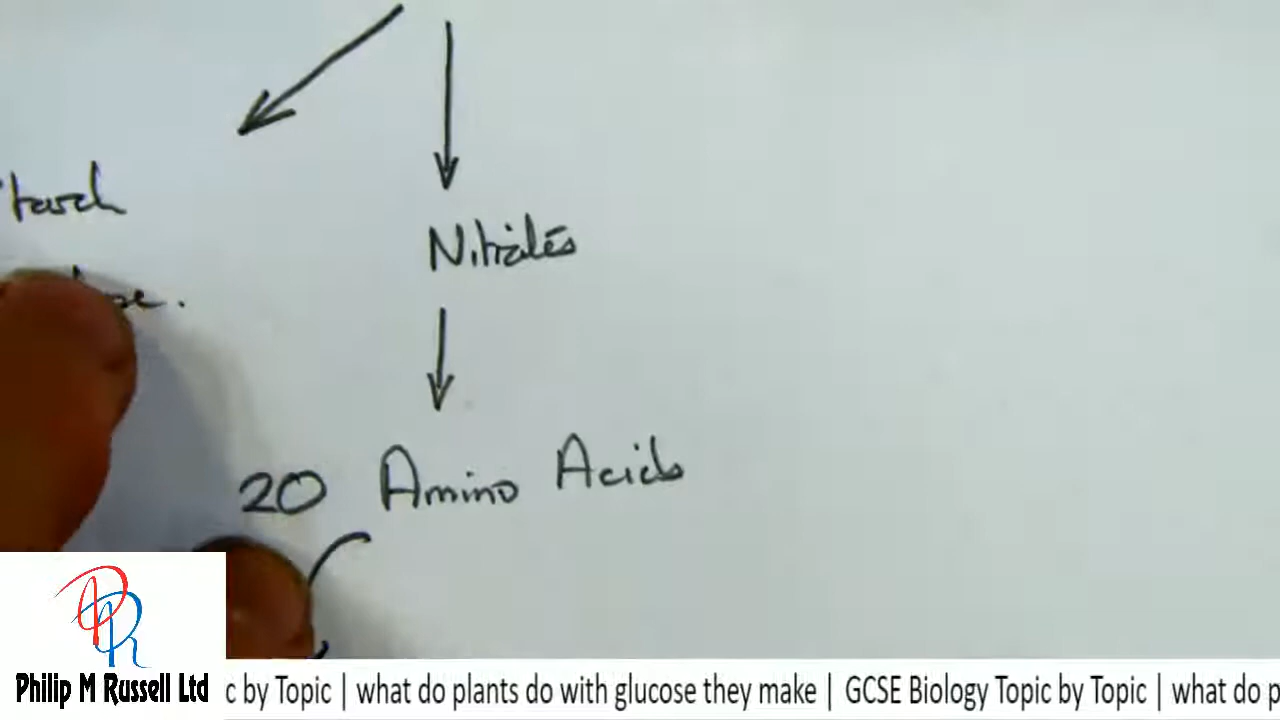 Starch
Nitrates
20 Amino Acids
Philip M Russell Ltd
c by Topic | what do plants do with glucose they make | GCSE Biology Topic by Topic | what do p